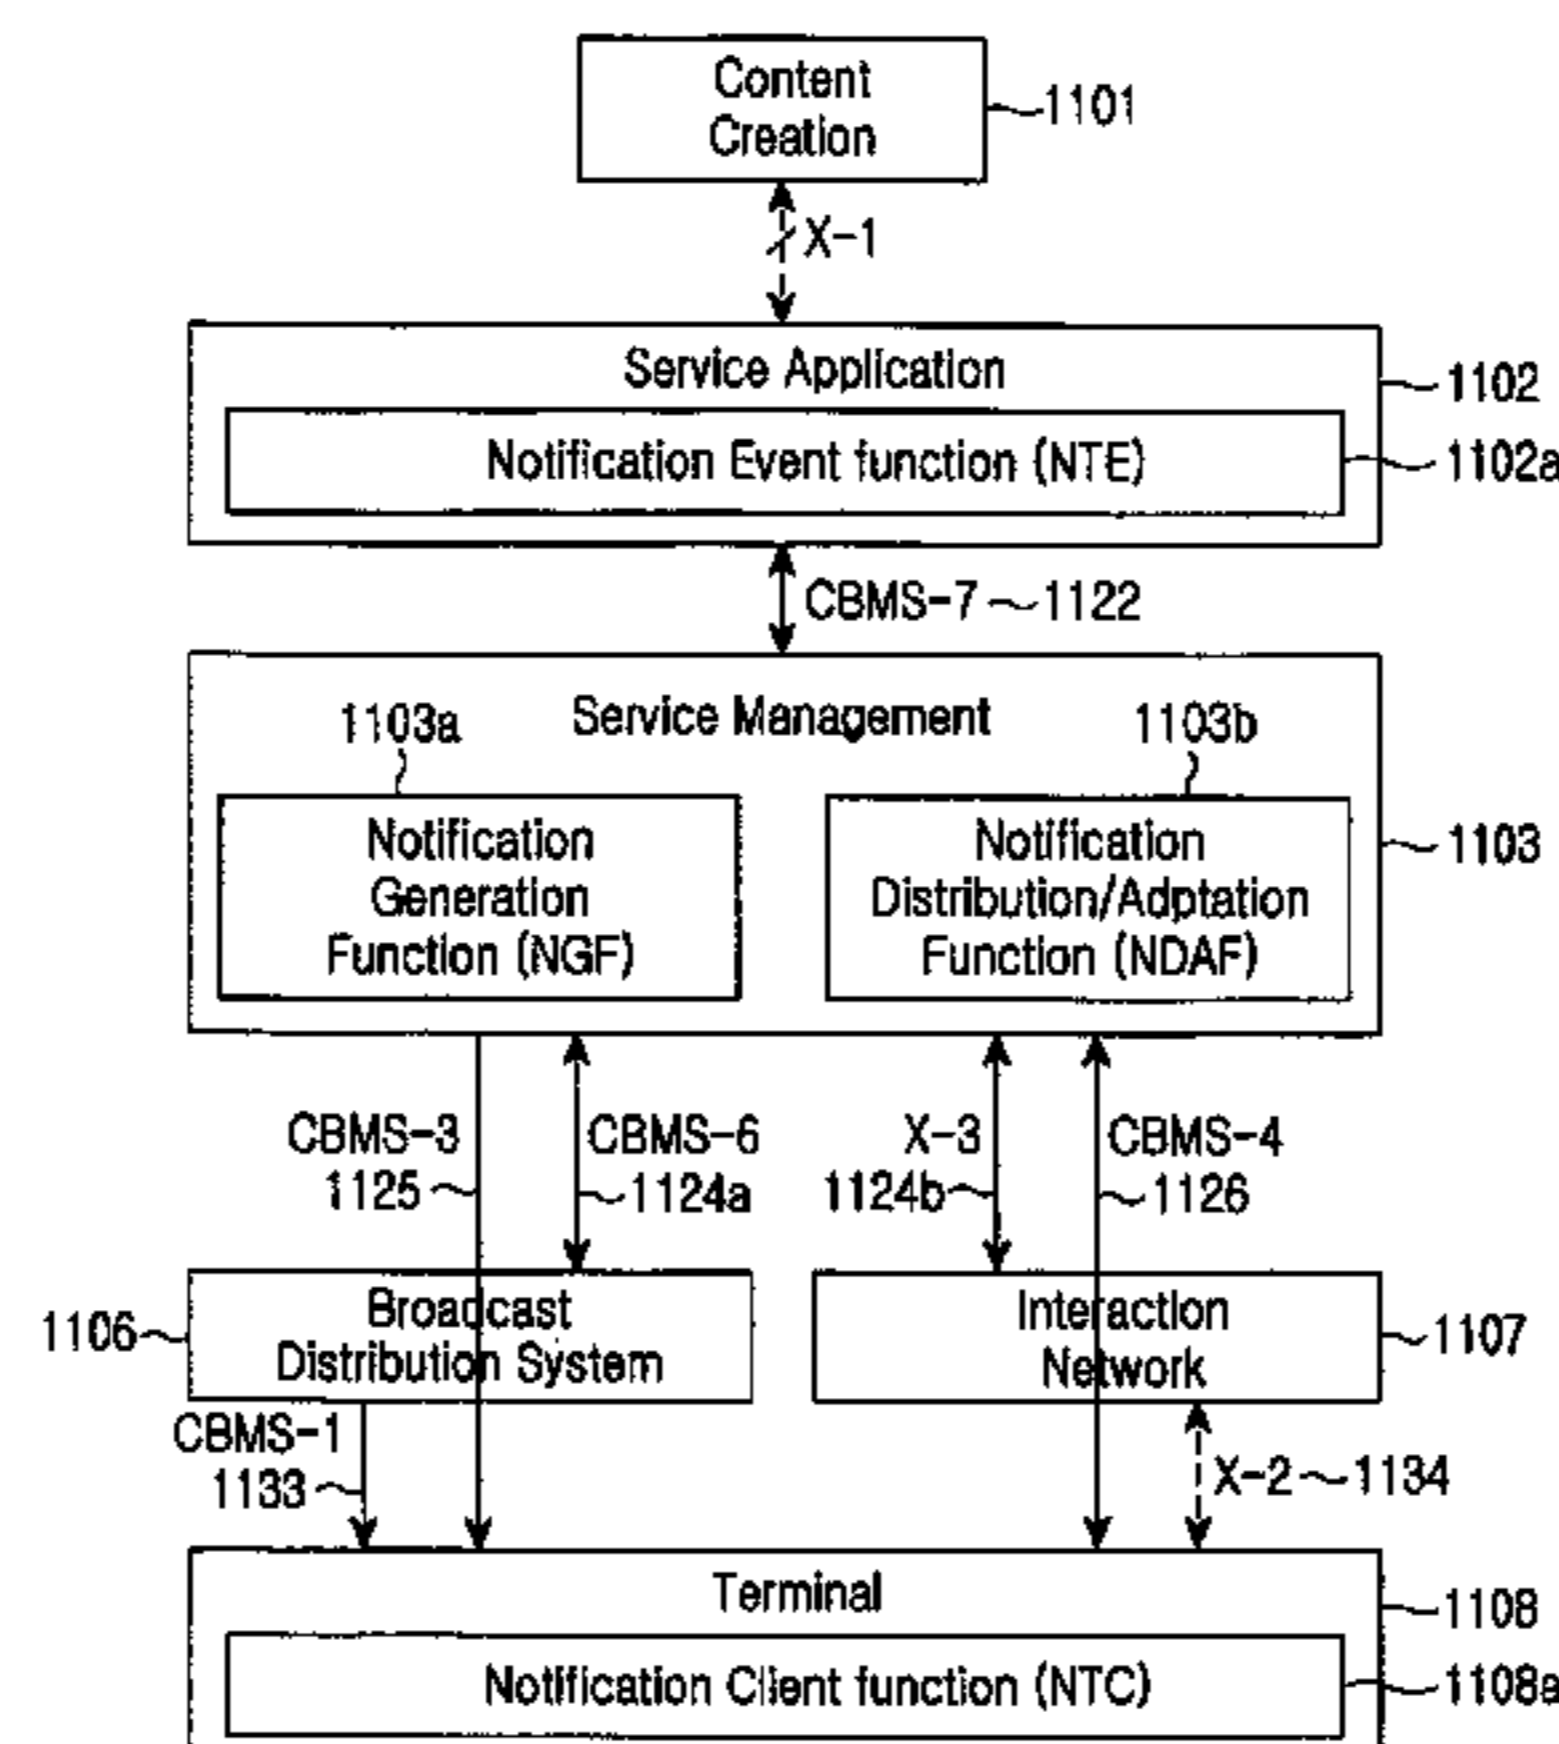 Content
Creation
1101
X-1
Service Application
1102
Notification Event function (NTE)
1102a
CBMS-7
1122
1103a
Service Management
1103b
Notification
Generation
Function (NGF)
Notification
Distribution/Adptation
Function (NDAF)
1103
CBMS-3
1125
CBMS-6
1124a
X-3
1124b
CBMS-4
1126
1106
Broadcast
Distribution System
Interaction
Network
1107
CBMS-1
1133
X-2
1134
Terminal
1108
Notification Client function (NTC)
1108a